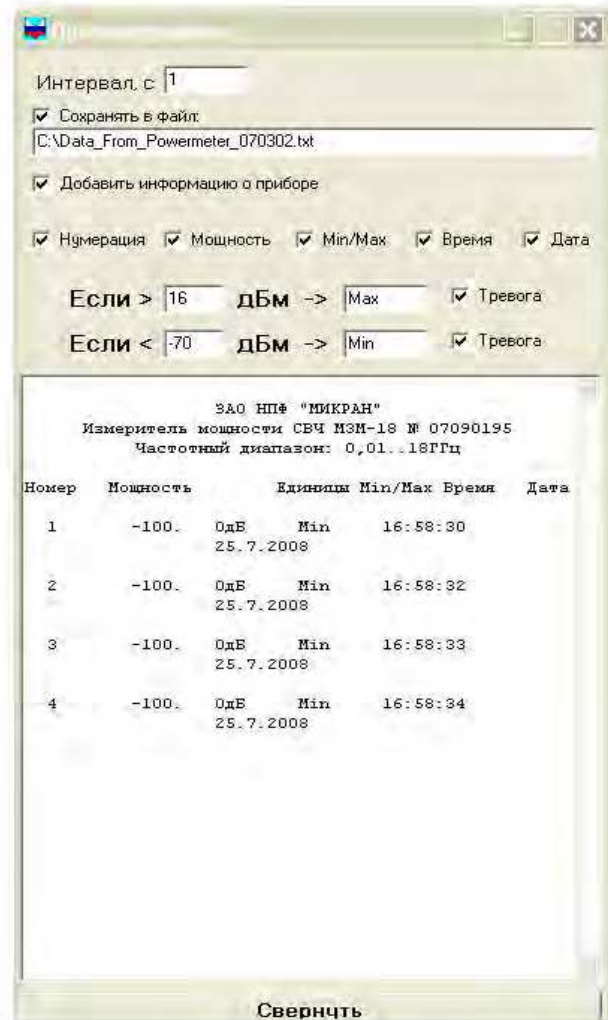 Интервал, с 1
Сохранять в файл:
C:\Data_From_Powermeter_070302.txt
Добавить информацию о приборе
Нумерация Мощность Min/Max Время Дата
Если > 16 дБм -> Max Тревога
Если < -70 дБм -> Min Тревога
ЗАО НПФ "МИКРАН"
Измеритель мощности СВЧ М3М-18 № 07090195
Частотный диапазон: 0,01..18ГГц
Номер Мощность Единицы Min/Max Время Дата
1 -100. 0дБ Min 16:58:30
25.7.2008
2 -100. 0дБ Min 16:58:32
25.7.2008
3 -100. 0дБ Min 16:58:33
25.7.2008
4 -100. 0дБ Min 16:58:34
25.7.2008
Свернуть